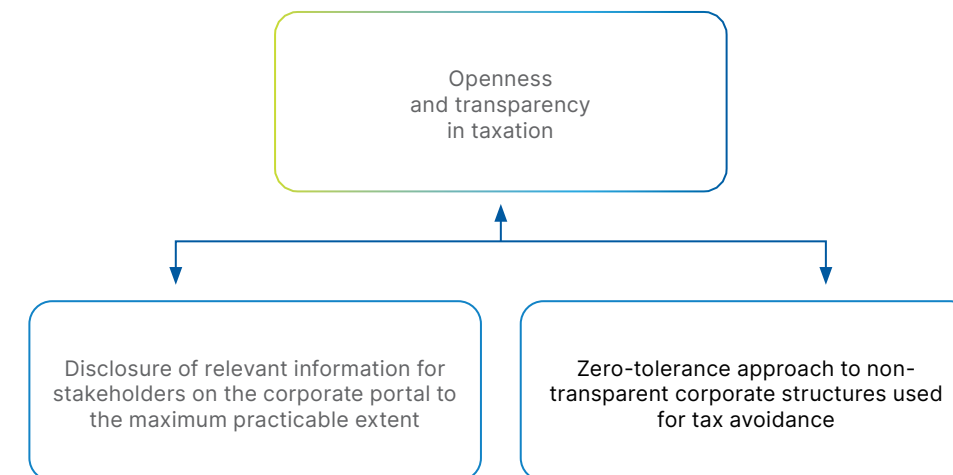 Openness
and transparency
in taxation
Disclosure of relevant information for
stakeholders on the corporate portal to
the maximum practicable extent
Zero-tolerance approach to non-
transparent corporate structures used
for tax avoidance